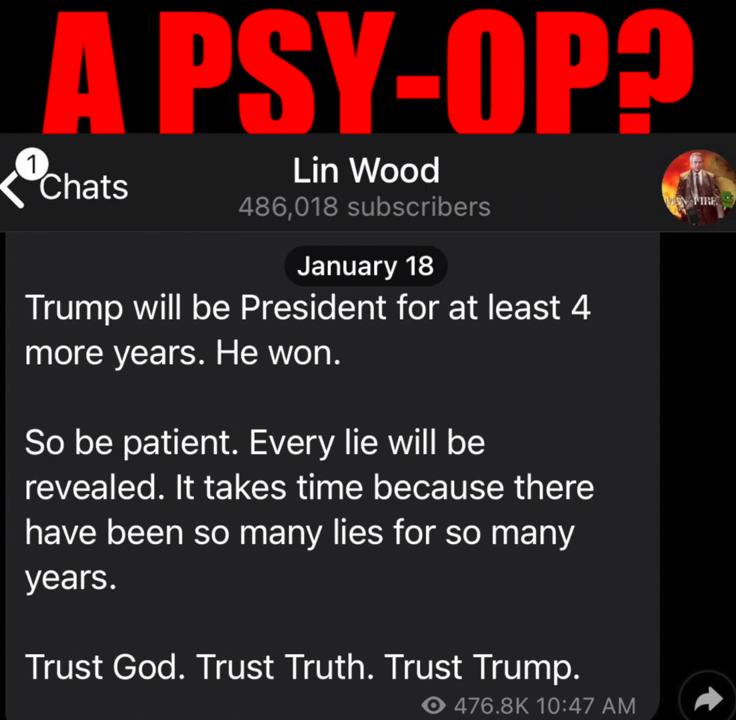 A PSY-OP?
1
Chats
Lin Wood
486,018 subscribers
January 18
Trump will be President for at least 4
more years. He won.
So be patient. Every lie will be
revealed. It takes time because there
have been so many lies for so many
years.
Trust God. Trust Truth. Trust Trump.
476.8K 10:47 AM